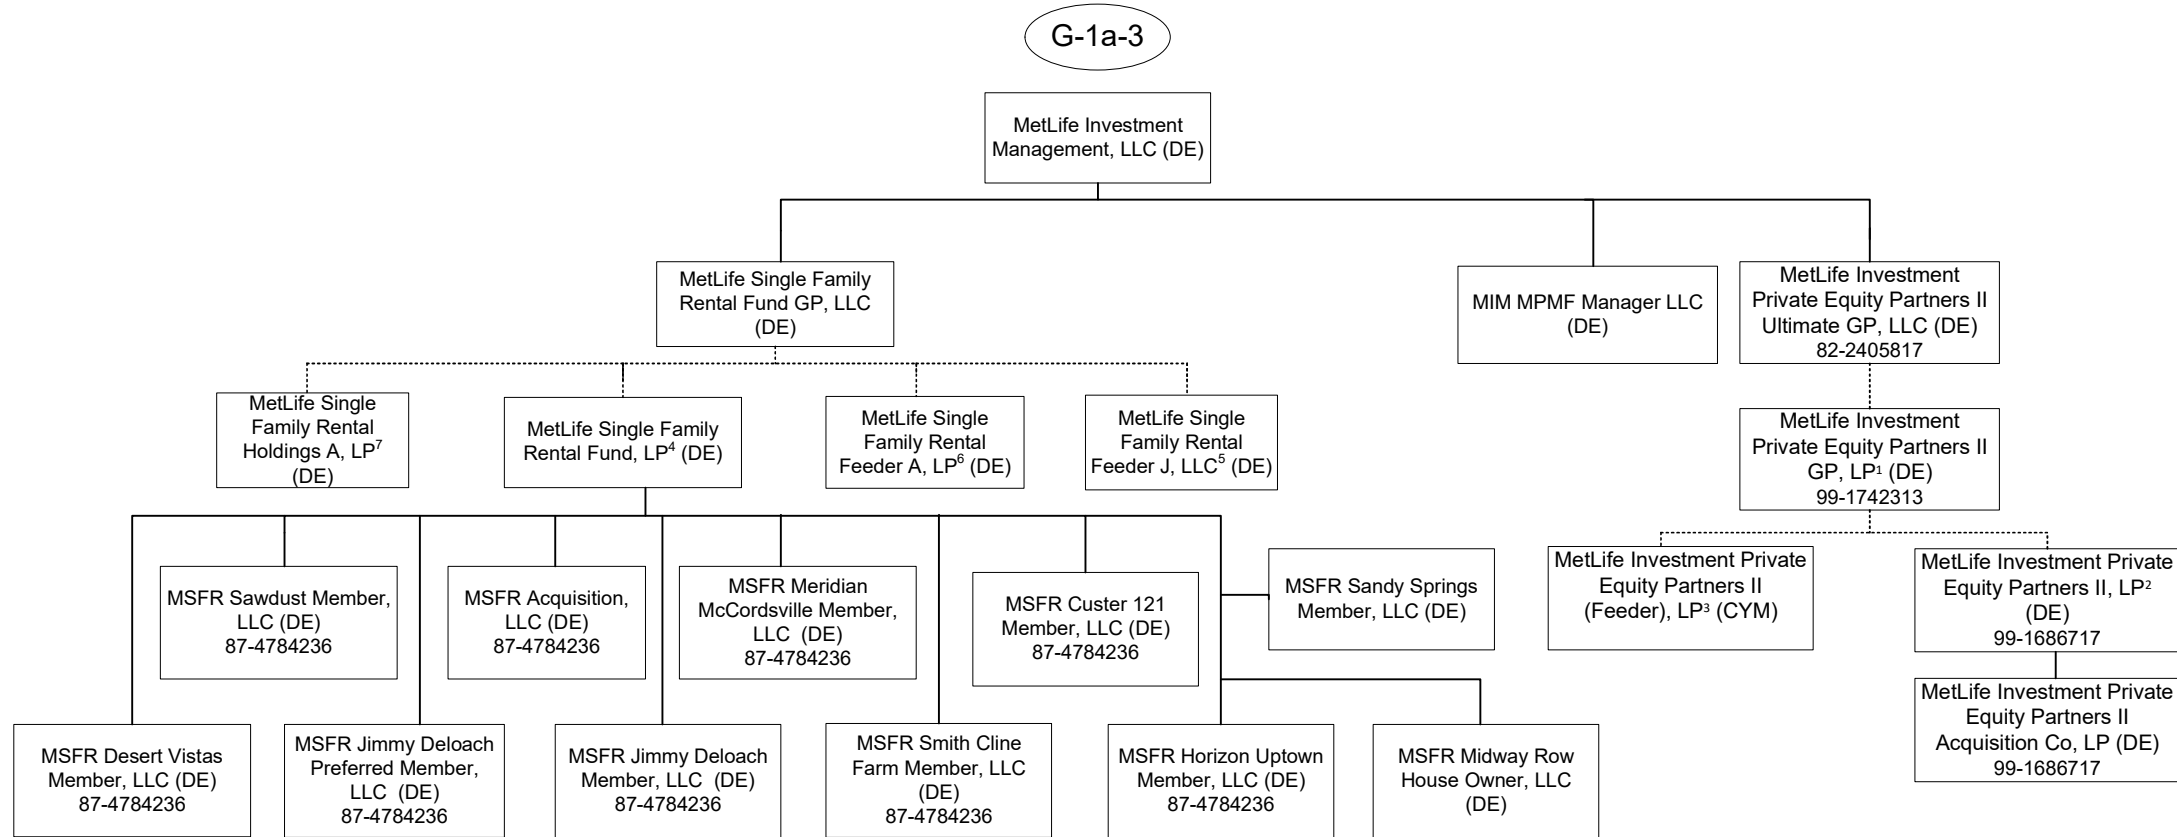 G-1a-3
MetLife Investment
Management, LLC (DE)
MetLife Single Family
Rental Fund GP, LLC
(DE)
MIM MPMF Manager LLC
(DE)
MetLife Investment
Private Equity Partners II
Ultimate GP, LLC (DE)
82-2405817
MetLife Single
Family Rental
Holdings A, LP⁷
(DE)
MetLife Single Family
Rental Fund, LP⁴ (DE)
MetLife Single
Family Rental
Feeder A, LP⁶ (DE)
MetLife Single
Family Rental
Feeder J, LLC⁵ (DE)
MetLife Investment
Private Equity Partners II
GP, LP¹ (DE)
99-1742313
MSFR Sawdust Member,
LLC (DE)
87-4784236
MSFR Acquisition,
LLC (DE)
87-4784236
MSFR Meridian
McCordsville Member,
LLC (DE)
87-4784236
MSFR Custer 121
Member, LLC (DE)
87-4784236
MSFR Sandy Springs
Member, LLC (DE)
MetLife Investment Private
Equity Partners II
(Feeder), LP³ (CYM)
MetLife Investment Private
Equity Partners II, LP²
(DE)
99-1686717
MSFR Desert Vistas
Member, LLC (DE)
87-4784236
MSFR Jimmy Deloach
Preferred Member,
LLC (DE)
87-4784236
MSFR Jimmy Deloach
Member, LLC (DE)
87-4784236
MSFR Smith Cline
Farm Member, LLC
(DE)
87-4784236
MSFR Horizon Uptown
Member, LLC (DE)
87-4784236
MSFR Midway Row
House Owner, LLC
(DE)
MetLife Investment Private
Equity Partners II
Acquisition Co, LP (DE)
99-1686717